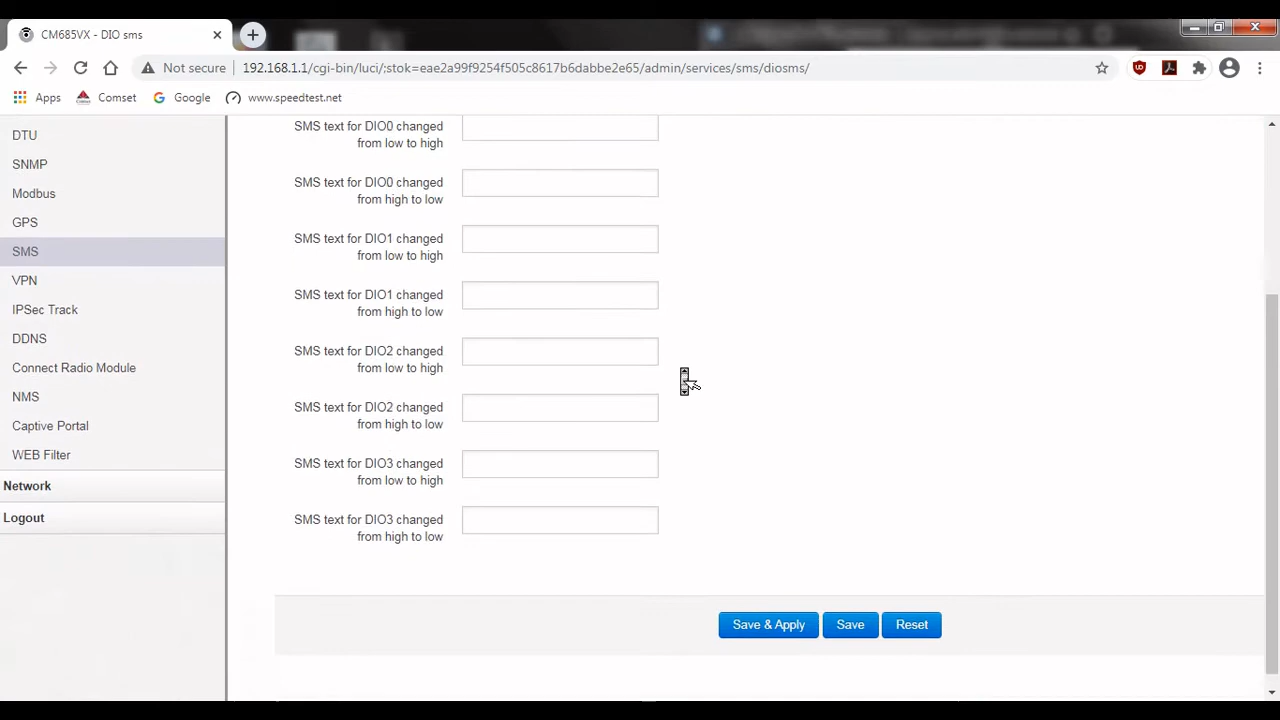 CM685VX - DIO sms
Not secure
192.168.1.1/cgi-bin/luci/;stok=eae2a99f9254f505c8617b6dabbe2e65/admin/services/sms/diosms/
Apps
Comset
Google
www.speedtest.net
DTU
SNMP
Modbus
GPS
SMS
VPN
IPSec Track
DDNS
Connect Radio Module
NMS
Captive Portal
WEB Filter
Network
Logout
SMS text for DIO0 changed
from low to high
SMS text for DIO0 changed
from high to low
SMS text for DIO1 changed
from low to high
SMS text for DIO1 changed
from high to low
SMS text for DIO2 changed
from low to high
SMS text for DIO2 changed
from high to low
SMS text for DIO3 changed
from low to high
SMS text for DIO3 changed
from high to low
Save & Apply
Save
Reset